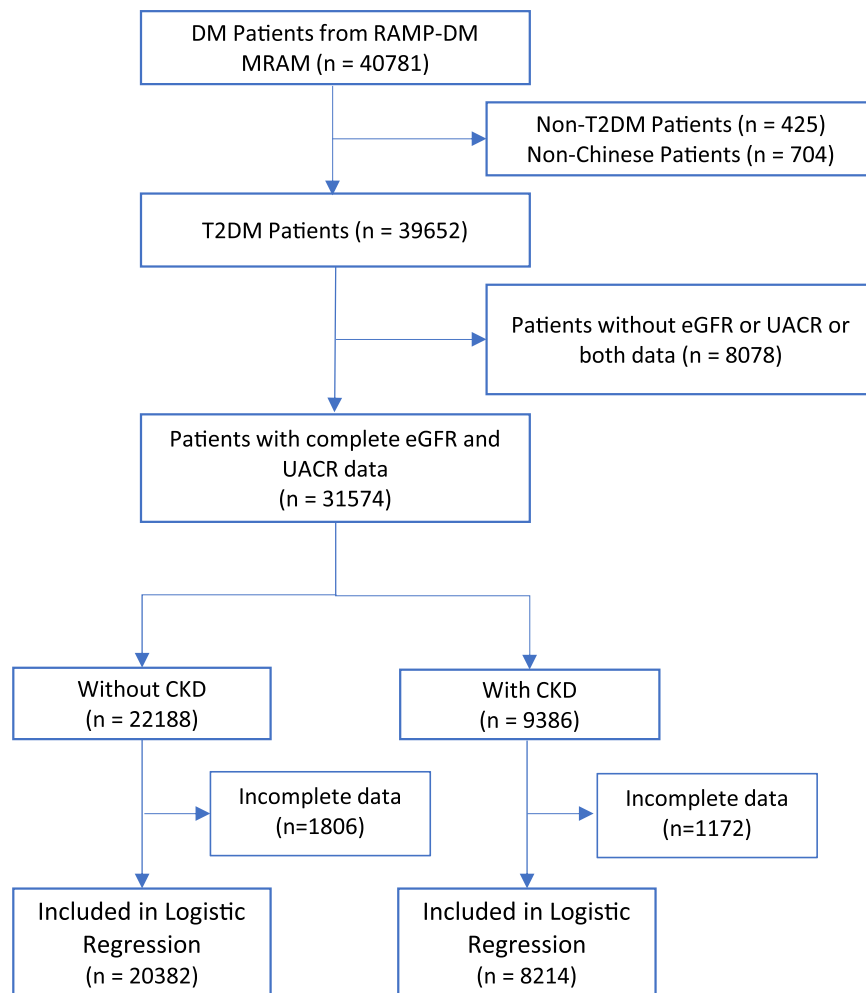 DM Patients from RAMP-DM
MRAM (n = 40781)
Non-T2DM Patients (n = 425)
Non-Chinese Patients (n = 704)
T2DM Patients (n = 39652)
Patients without eGFR or UACR or
both data (n = 8078)
Patients with complete eGFR and
UACR data
(n = 31574)
Without CKD
(n = 22188)
With CKD
(n = 9386)
Incomplete data
(n=1806)
Incomplete data
(n=1172)
Included in Logistic
Regression
(n = 20382)
Included in Logistic
Regression
(n = 8214)